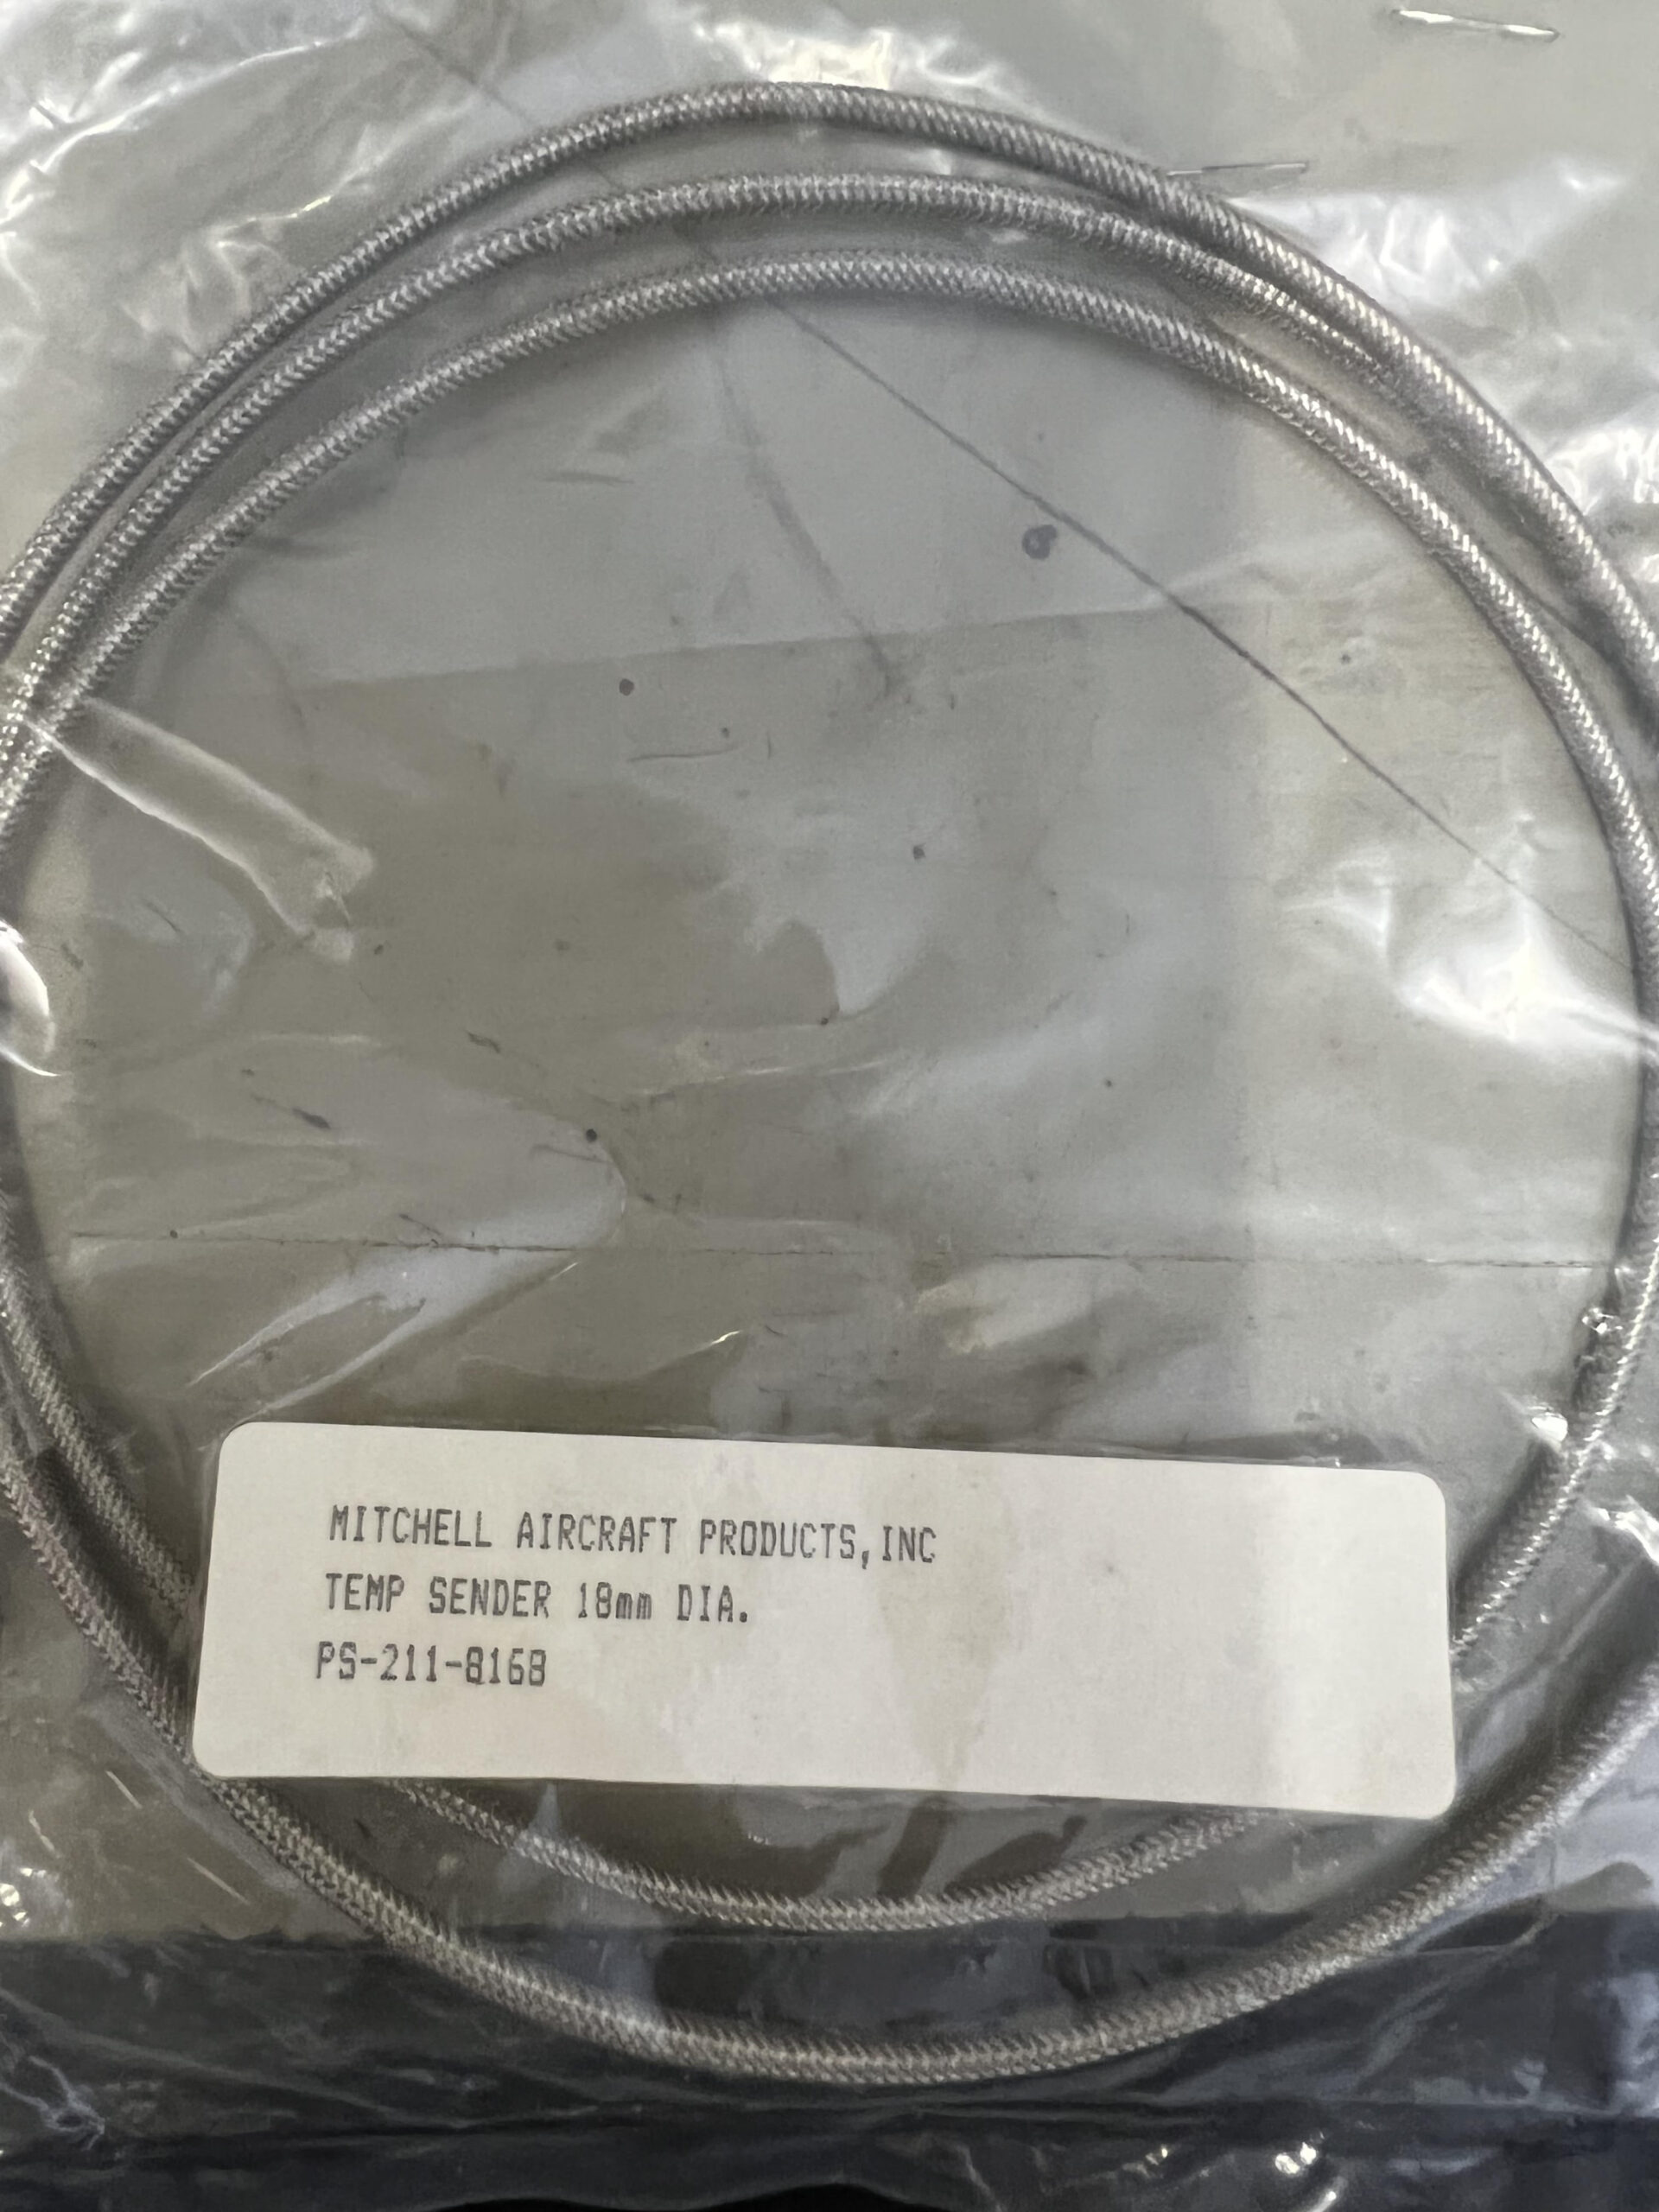 MITCHELL AIRCRAFT PRODUCTS,INC
TEMP SENDER 18mm DIA.
PS-211-8168